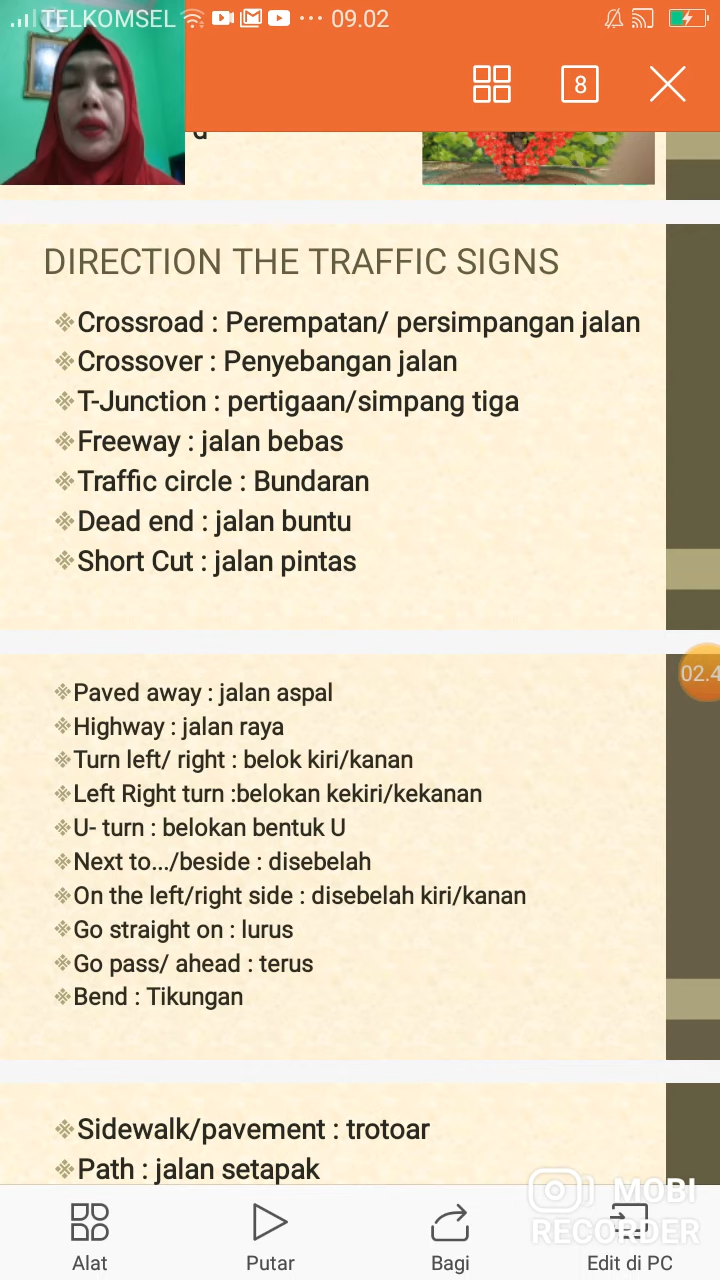 TELKOMSEL 09.02
8
DIRECTION THE TRAFFIC SIGNS
Crossroad : Perempatan/ persimpangan jalan
Crossover : Penyebangan jalan
T-Junction : pertigaan/simpang tiga
Freeway : jalan bebas
Traffic circle : Bundaran
Dead end : jalan buntu
Short Cut : jalan pintas
02.4
Paved away : jalan aspal
Highway : jalan raya
Turn left/ right : belok kiri/kanan
Left Right turn :belokan kekiri/kekanan
U- turn : belokan bentuk U
Next to.../beside : disebelah
On the left/right side : disebelah kiri/kanan
Go straight on : lurus
Go pass/ ahead : terus
Bend : Tikungan
Sidewalk/pavement : trotoar
Path : jalan setapak
MOBI
RECORDER
Alat Putar Bagi Edit di PC